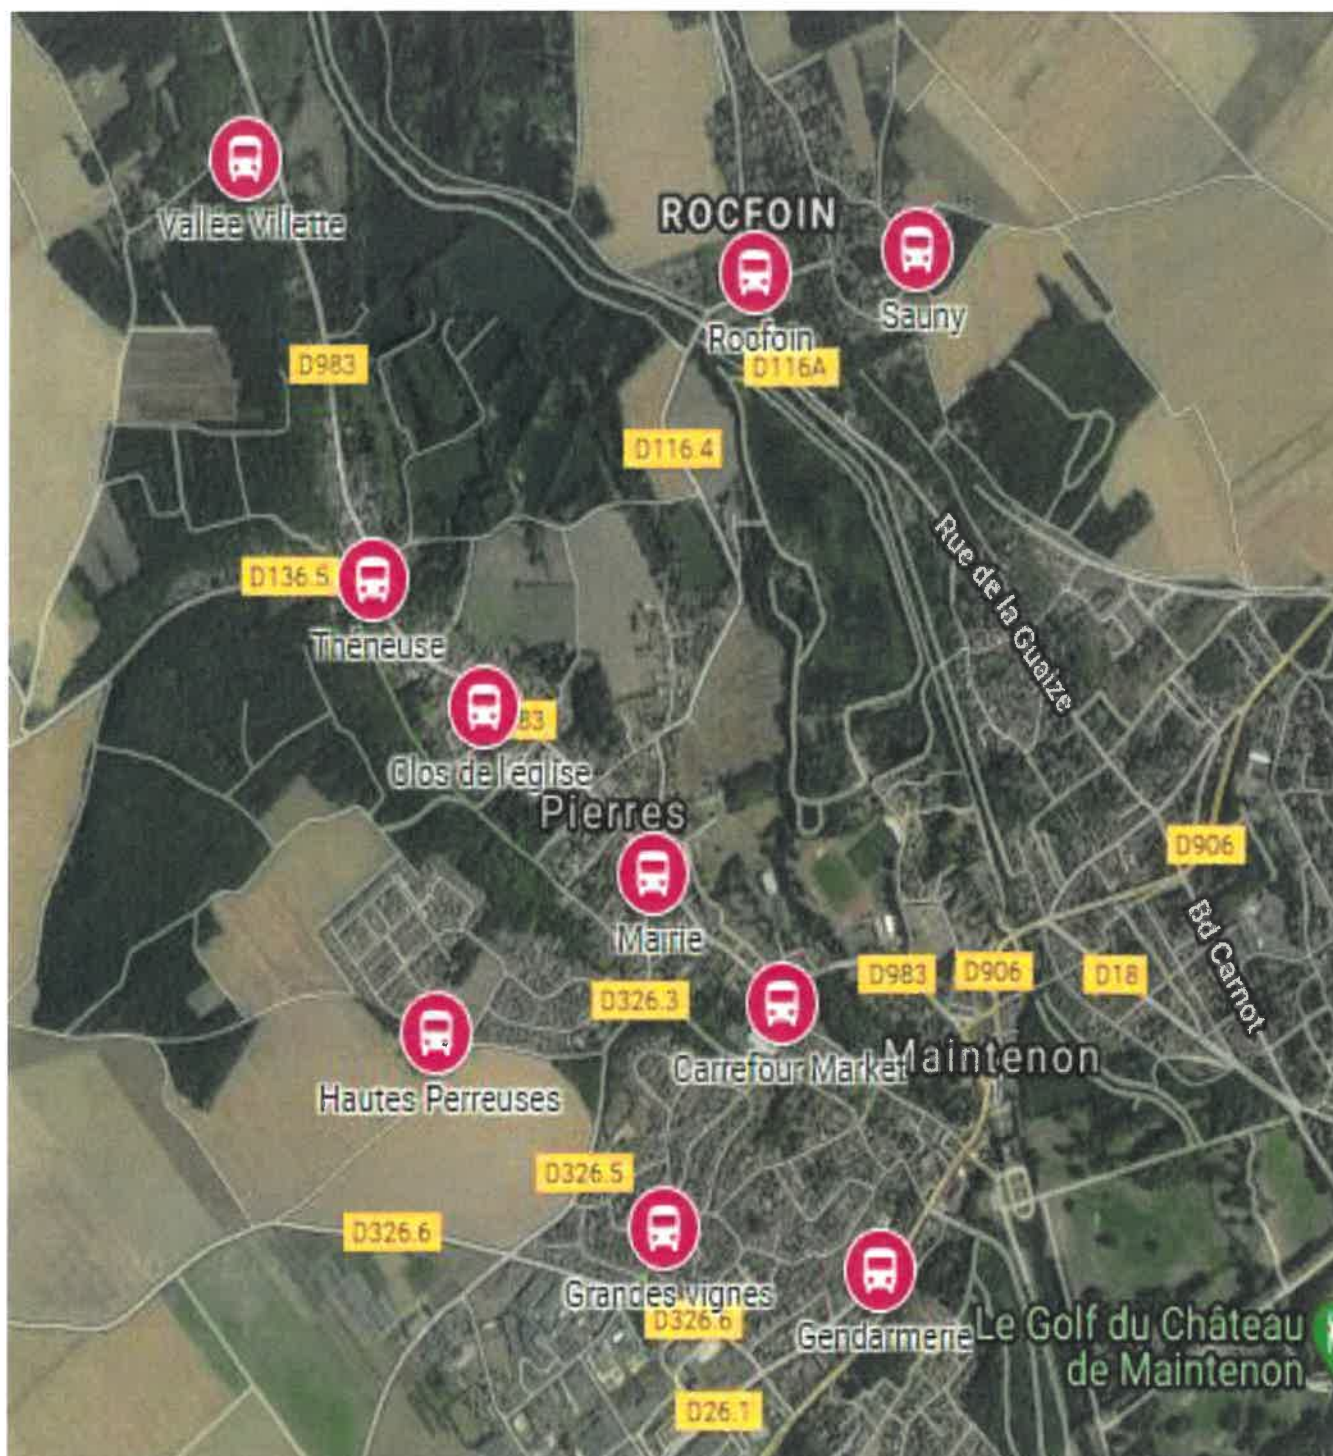 Vallée Villette
ROCFOIN
Rocfoin
Sauny
D983
D116A
D116.4
Rue de la Guaize
D136.5
Théneuse
83
Clos de l'église
Pierres
D906
Mairie
Bd Carnot
D983
D906
D18
D326.3
Carrefour Market
Maintenon
Hautes Perreuses
D326.5
D326.6
Grandes vignes
D326.6
Gendarmerie
Le Golf du Château
de Maintenon
D26.1